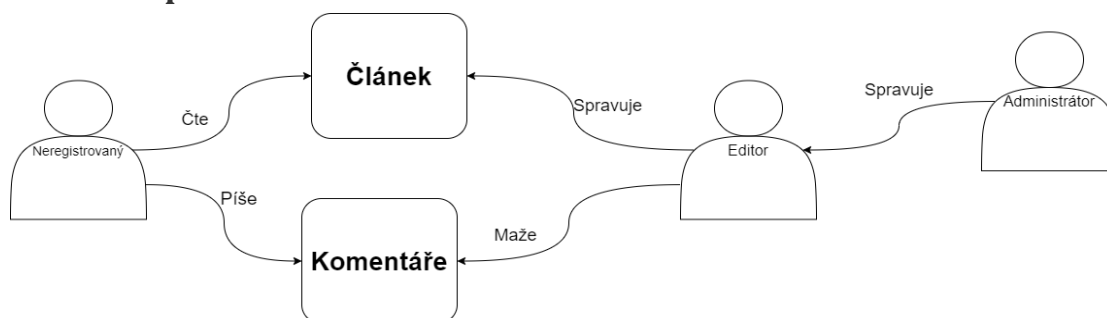 Článek
Neregistrovaný
Čte
Spravuje
Editor
Spravuje
Administrátor
Píše
Komentáře
Maže